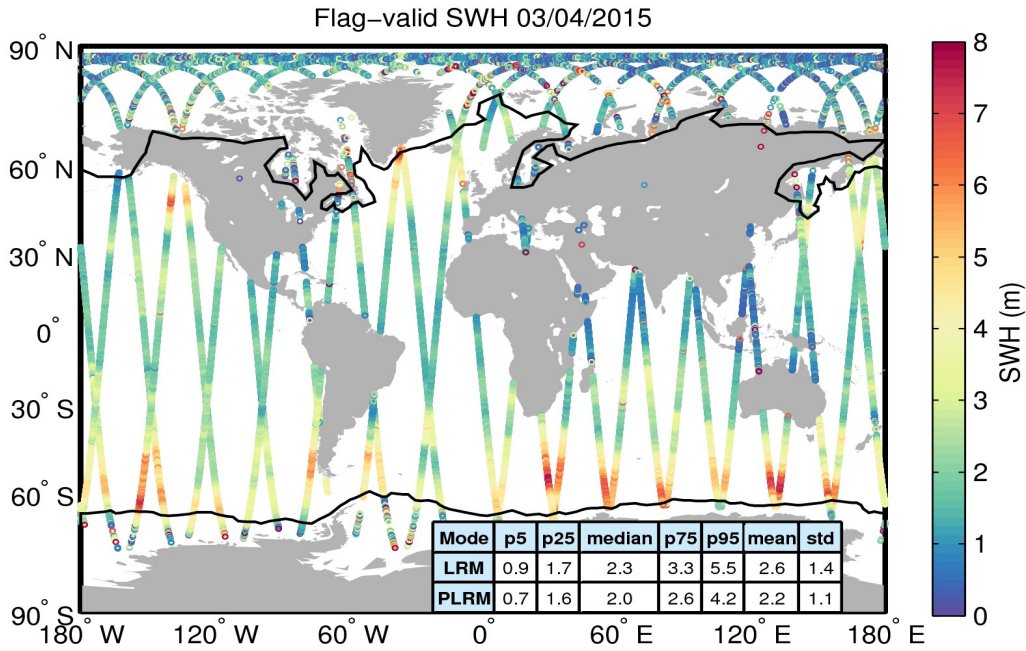 Flag-valid SWH 03/04/2015
90° N
60° N
30° N
0°
30° S
60° S
90° S
180° W
120° W
60° W
0°
60° E
120° E
180° E
Mode p5 p25 median p75 p95 mean std
LRM 0.9 1.7 2.3 3.3 5.5 2.6 1.4
PLRM 0.7 1.6 2.0 2.6 4.2 2.2 1.1
8
7
6
5
4
3
2
1
0
SWH (m)